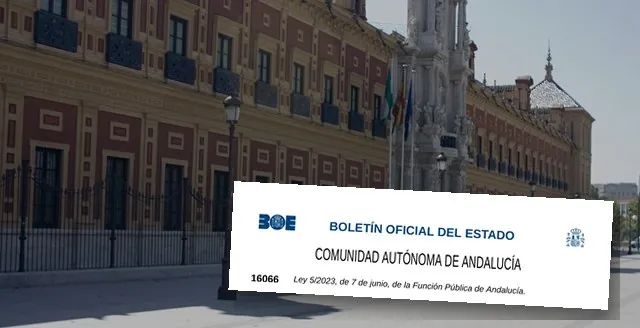 BOE
BOLETÍN OFICIAL DEL ESTADO
COMUNIDAD AUTÓNOMA DE ANDALUCÍA
16066 Ley 5/2023, de 7 de junio, de la Función Pública de Andalucía.